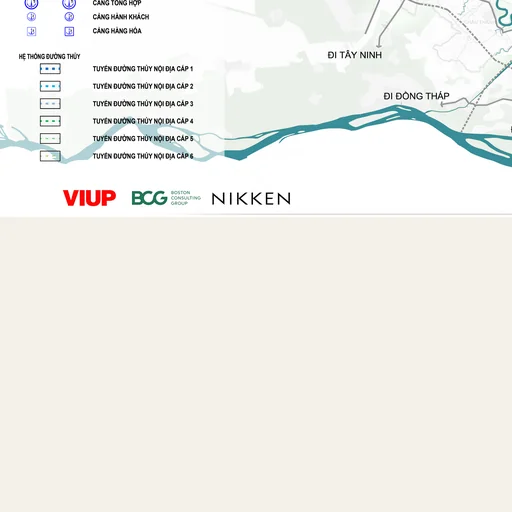 CẢNG TỔNG HỢP
CẢNG HÀNH KHÁCH
CẢNG HÀNG HÓA
HỆ THỐNG ĐƯỜNG THỦY
TUYẾN ĐƯỜNG THỦY NỘI ĐỊA CẤP 1
TUYẾN ĐƯỜNG THỦY NỘI ĐỊA CẤP 2
TUYẾN ĐƯỜNG THỦY NỘI ĐỊA CẤP 3
TUYẾN ĐƯỜNG THỦY NỘI ĐỊA CẤP 4
TUYẾN ĐƯỜNG THỦY NỘI ĐỊA CẤP 5
TUYẾN ĐƯỜNG THỦY NỘI ĐỊA CẤP 6
ĐI TÂY NINH
ĐI ĐỒNG THÁP
VIUP
BCG
BOSTON
CONSULTING
GROUP
NIKKEN